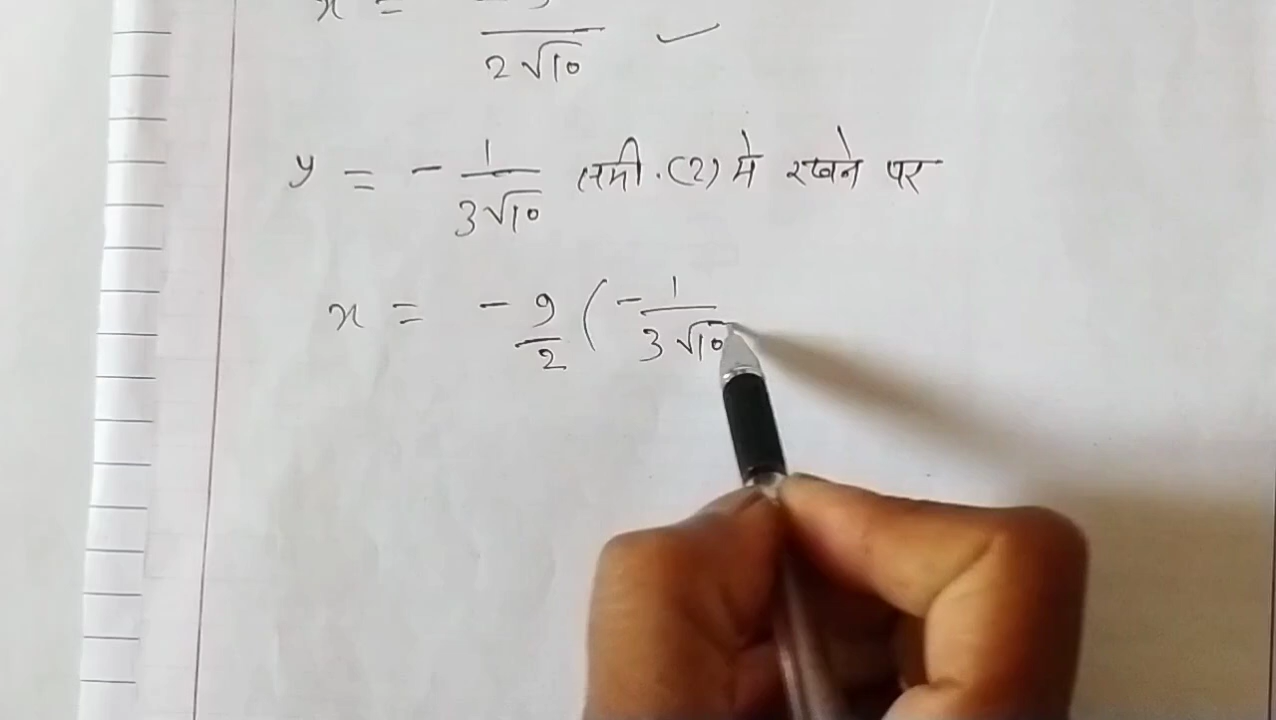 x =
2√10 ✓
y = - 1/3√10 समी. (2) मे रखने पर
x = - 9/2 ( - 1/3√10